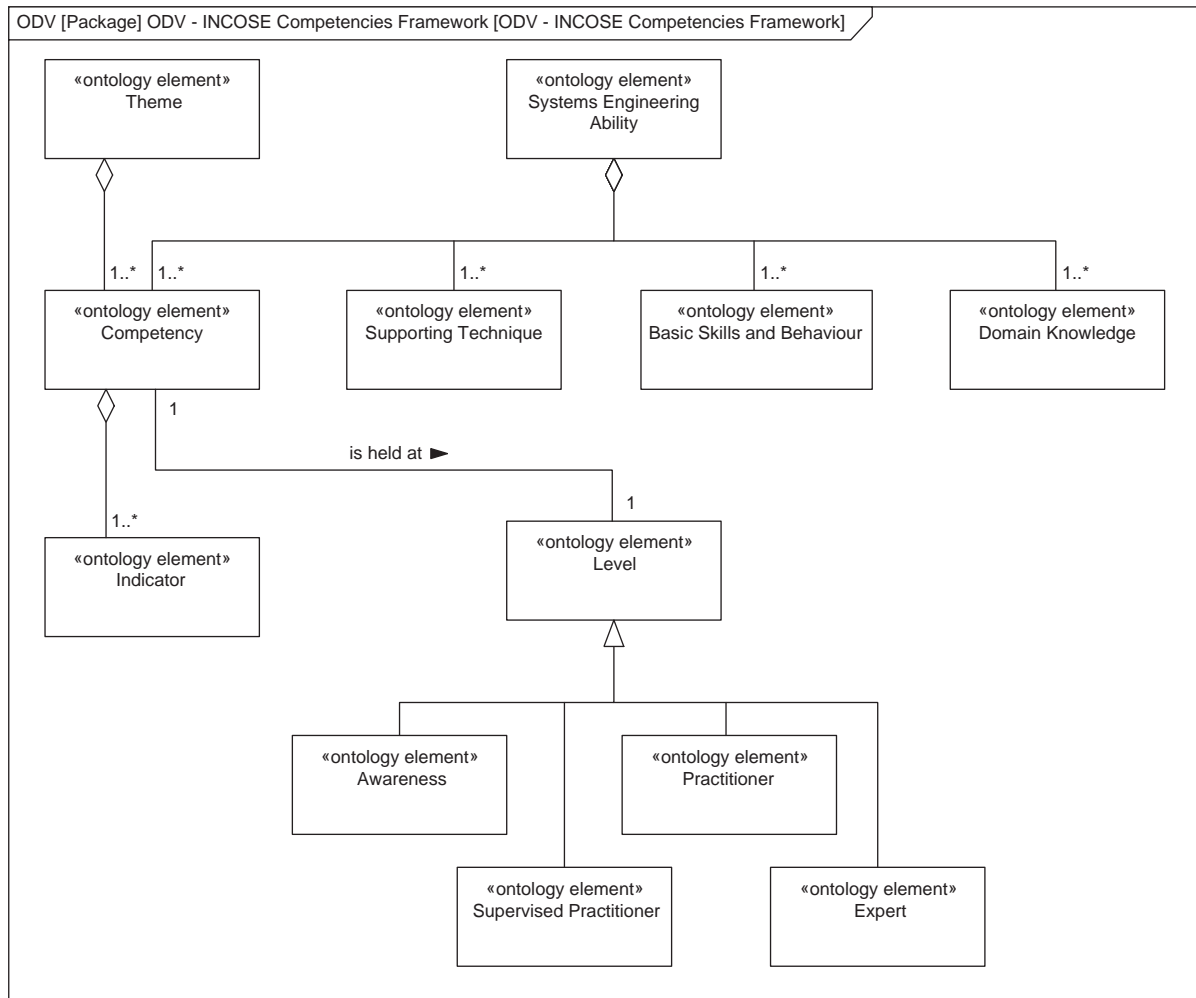 ODV [Package] ODV - INCOSE Competencies Framework [ODV - INCOSE Competencies Framework]
«ontology element»
Theme
«ontology element»
Systems Engineering
Ability
1..*
1..*
1..*
1..*
1..*
«ontology element»
Competency
«ontology element»
Supporting Technique
«ontology element»
Basic Skills and Behaviour
«ontology element»
Domain Knowledge
1
is held at
1..*
1
«ontology element»
Indicator
«ontology element»
Level
«ontology element»
Awareness
«ontology element»
Practitioner
«ontology element»
Supervised Practitioner
«ontology element»
Expert